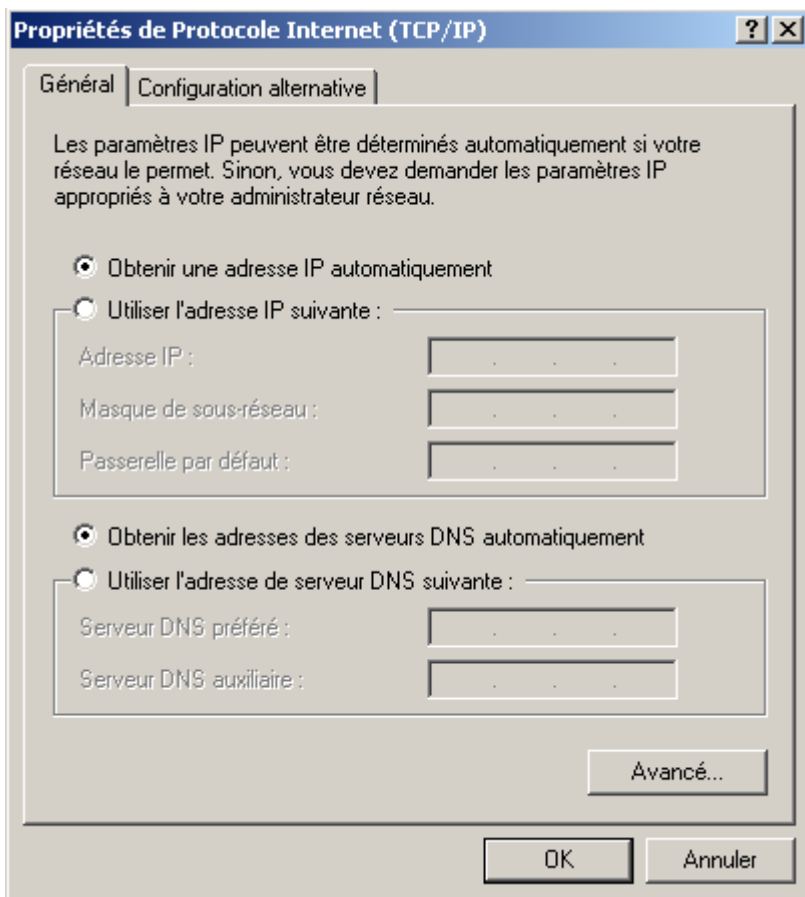 Propriétés de Protocole Internet (TCP/IP)
Général
Configuration alternative
Les paramètres IP peuvent être déterminés automatiquement si votre
réseau le permet. Sinon, vous devez demander les paramètres IP
appropriés à votre administrateur réseau.
Obtenir une adresse IP automatiquement
Utiliser l'adresse IP suivante :
Adresse IP :
Masque de sous-réseau :
Passerelle par défaut :
Obtenir les adresses des serveurs DNS automatiquement
Utiliser l'adresse de serveur DNS suivante :
Serveur DNS préféré :
Serveur DNS auxiliaire :
Avancé...
OK
Annuler